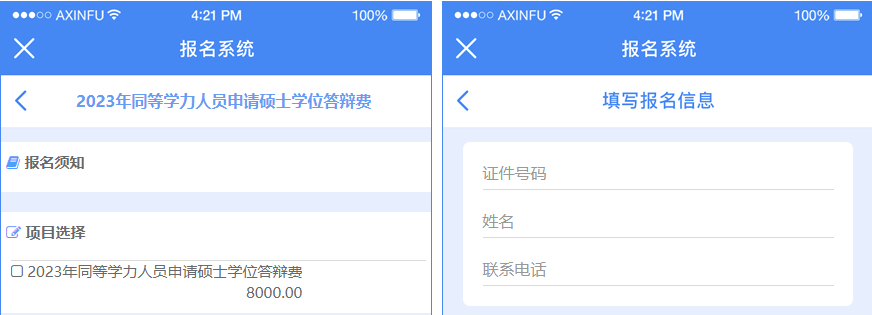 AXINFU 4:21 PM 100%
报名系统
2023年同等学力人员申请硕士学位答辩费
报名须知
项目选择
2023年同等学力人员申请硕士学位答辩费
8000.00
AXINFU 4:21 PM 100%
报名系统
填写报名信息
证件号码
姓名
联系电话